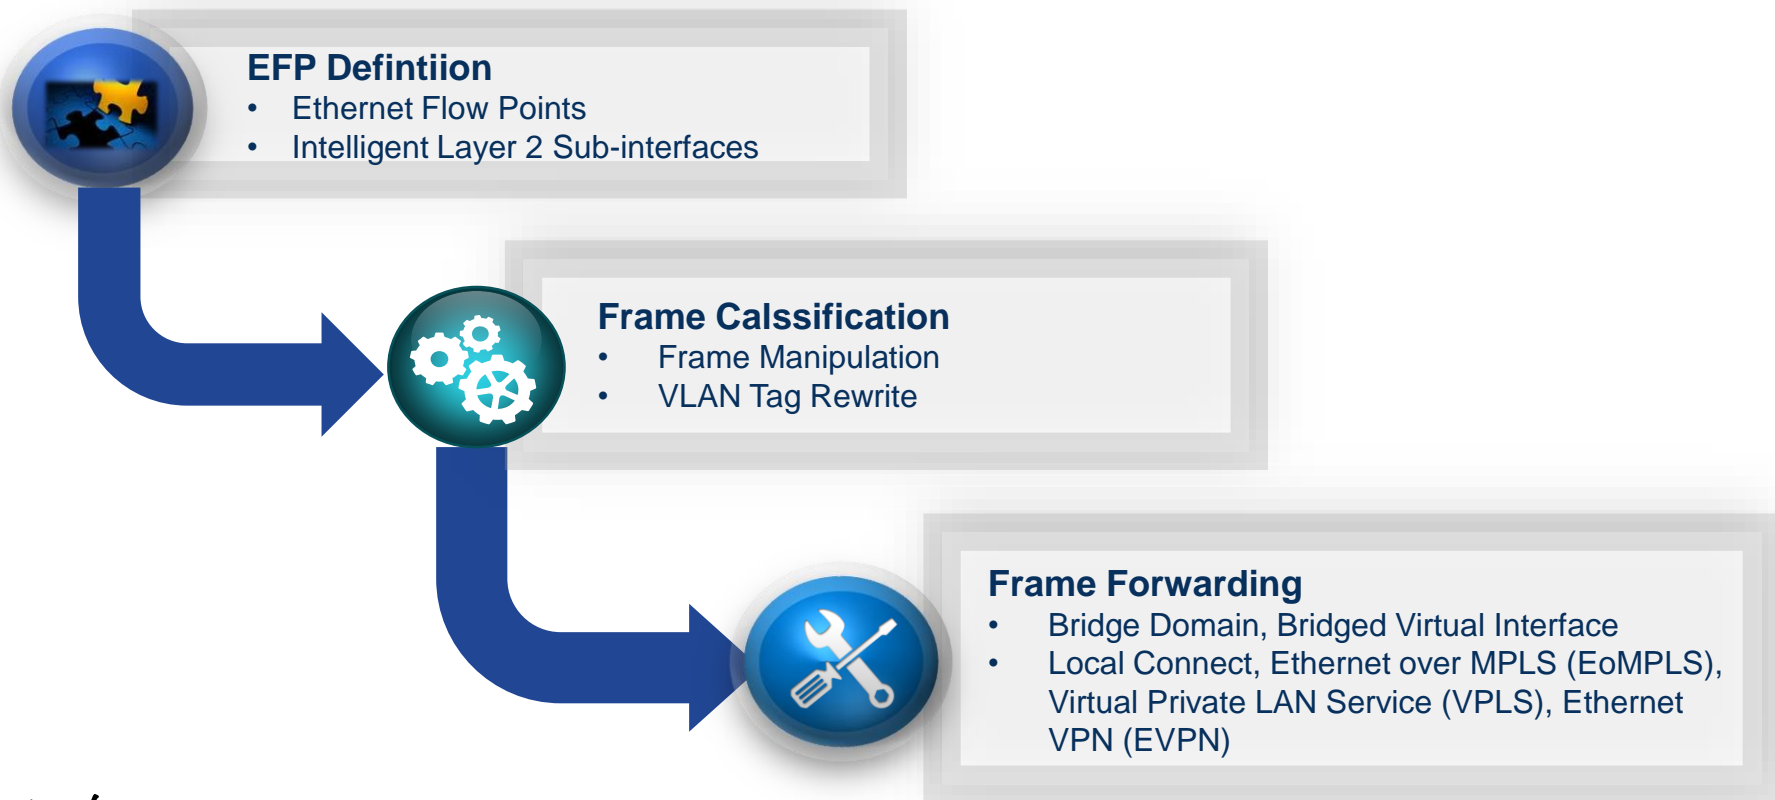 EFP Defintiion
• Ethernet Flow Points
• Intelligent Layer 2 Sub-interfaces
Frame Calssification
• Frame Manipulation
• VLAN Tag Rewrite
Frame Forwarding
• Bridge Domain, Bridged Virtual Interface
• Local Connect, Ethernet over MPLS (EoMPLS),
Virtual Private LAN Service (VPLS), Ethernet
VPN (EVPN)